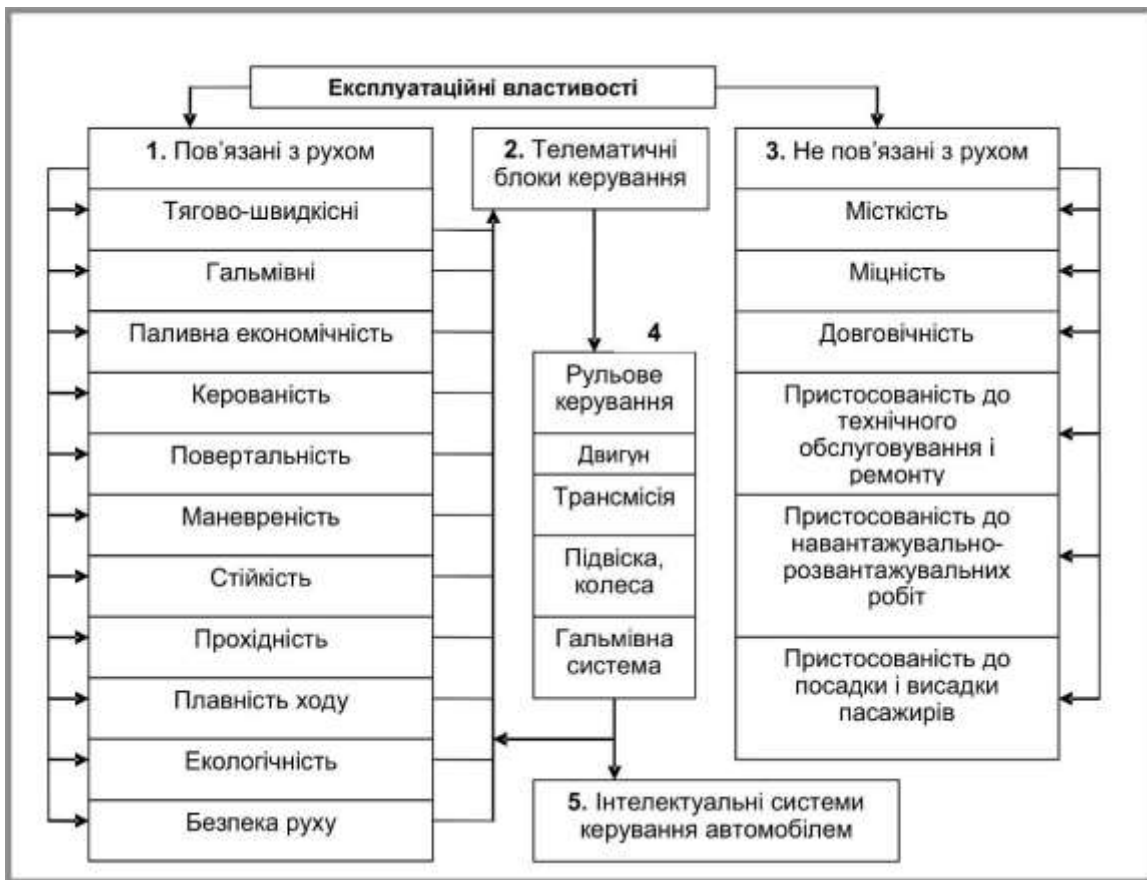 Експлуатаційні властивості
1. Пов’язані з рухом
Тягово-швидкісні
Гальмівні
Паливна економічність
Керованість
Повертальність
Маневреність
Стійкість
Прохідність
Плавність ходу
Екологічність
Безпека руху
2. Телематичні
блоки керування
4
Рульове
керування
Двигун
Трансмісія
Підвіска,
колеса
Гальмівна
система
5. Інтелектуальні системи
керування автомобілем
3. Не пов’язані з рухом
Місткість
Міцність
Довговічність
Пристосованість до
технічного
обслуговування і
ремонту
Пристосованість до
навантажувально-
розвантажувальних
робіт
Пристосованість до
посадки і висадки
пасажирів